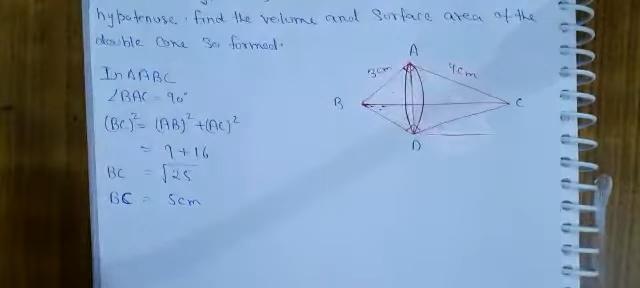 hypotenuse. find the volume and Surface area of the
double Cone So formed.
In ΔABC
∠BAC = 90°
(BC)² = (AB)² + (AC)²
= 9 + 16
BC = √25
BC = 5cm
A
3cm
4cm
B
C
D